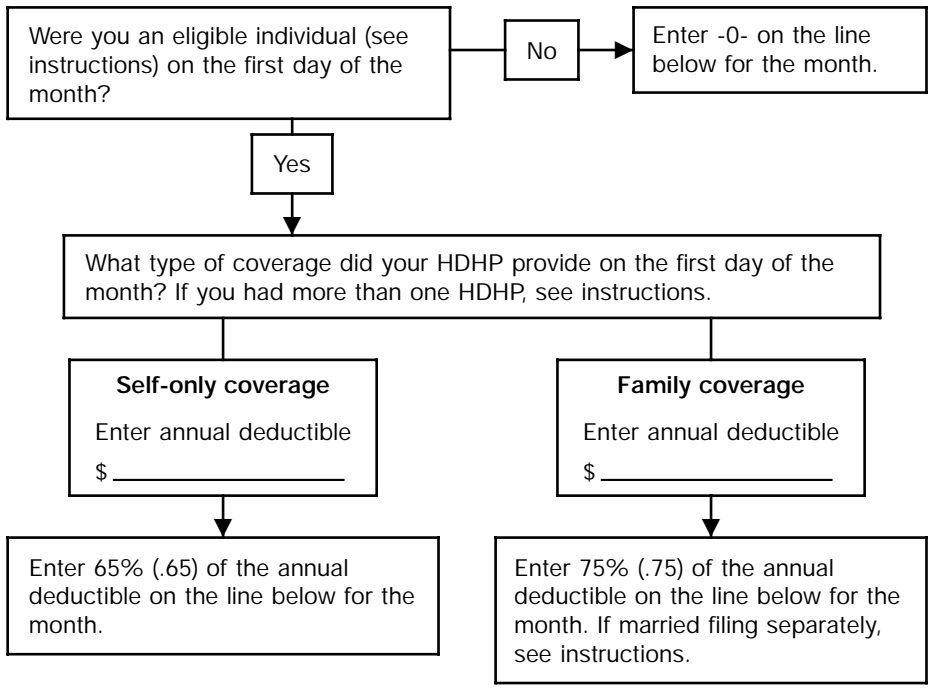 Were you an eligible individual (see
instructions) on the first day of the
month?
No
Enter -0- on the line
below for the month.
Yes
What type of coverage did your HDHP provide on the first day of the
month? If you had more than one HDHP, see instructions.
Self-only coverage
Enter annual deductible
$
Family coverage
Enter annual deductible
$
Enter 65% (.65) of the annual
deductible on the line below for the
month.
Enter 75% (.75) of the annual
deductible on the line below for the
month. If married filing separately,
see instructions.